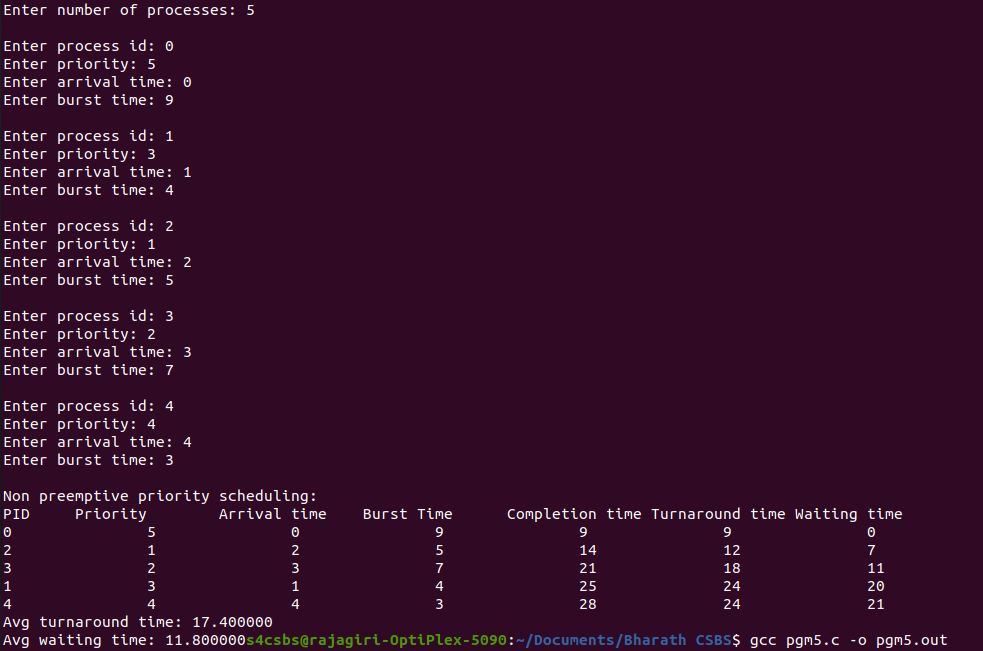 Enter number of processes: 5
Enter process id: 0
Enter priority: 5
Enter arrival time: 0
Enter burst time: 9
Enter process id: 1
Enter priority: 3
Enter arrival time: 1
Enter burst time: 4
Enter process id: 2
Enter priority: 1
Enter arrival time: 2
Enter burst time: 5
Enter process id: 3
Enter priority: 2
Enter arrival time: 3
Enter burst time: 7
Enter process id: 4
Enter priority: 4
Enter arrival time: 4
Enter burst time: 3
Non preemptive priority scheduling:
PID Priority Arrival time Burst Time Completion time Turnaround time Waiting time
0 5 0 9 9 9 0
2 1 2 5 14 12 7
3 2 3 7 21 18 11
1 3 1 4 25 24 20
4 4 4 3 28 24 21
Avg turnaround time: 17.400000
Avg waiting time: 11.800000s4csbs@rajagiri-OptiPlex-5090:~/Documents/Bharath CSBS$ gcc pgm5.c -o pgm5.out